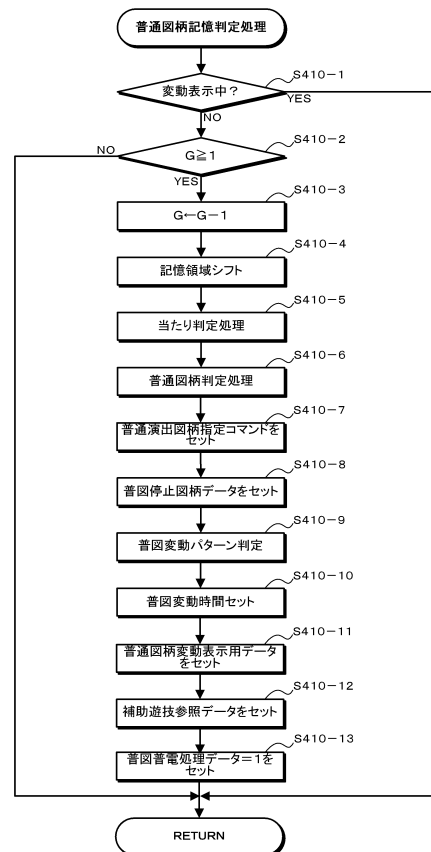 普通図柄記憶判定処理
S410-1
変動表示中？
YES
NO
S410-2
NO
G≧1
YES
S410-3
G←G-1
S410-4
記憶領域シフト
S410-5
当たり判定処理
S410-6
普通図柄判定処理
S410-7
普通演出図柄指定コマンドを
セット
S410-8
普図停止図柄データをセット
S410-9
普図変動パターン判定
S410-10
普図変動時間セット
S410-11
普通図柄変動表示用データ
をセット
S410-12
補助遊技参照データをセット
S410-13
普図普電処理データ=1を
セット
RETURN